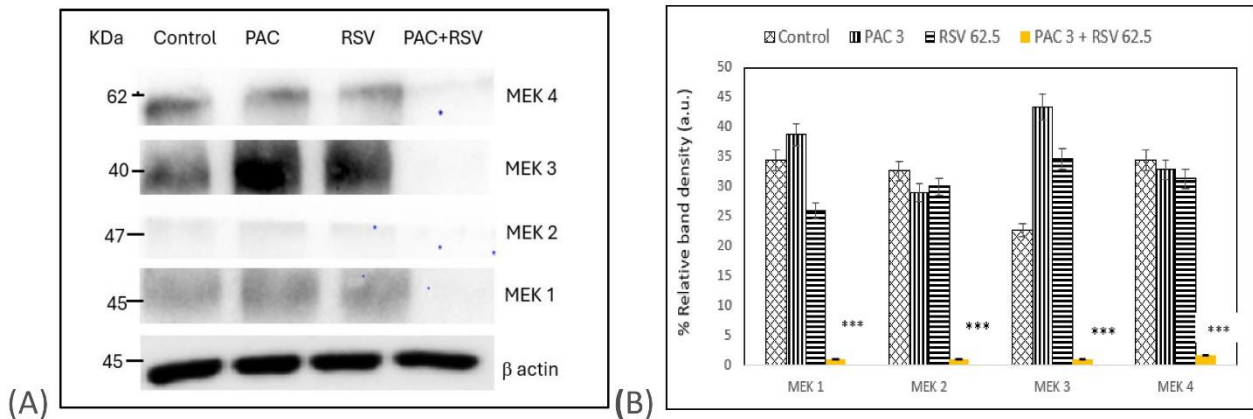 KDa Control PAC RSV PAC+RSV
62 MEK 4
40 MEK 3
47 MEK 2
45 MEK 1
45 β actin
(A)
Control PAC 3 RSV 62.5 PAC 3 + RSV 62.5
% Relative band density (a.u.)
50
45
40
35
30
25
20
15
10
5
0
*** *** *** ***
MEK 1 MEK 2 MEK 3 MEK 4
(B)